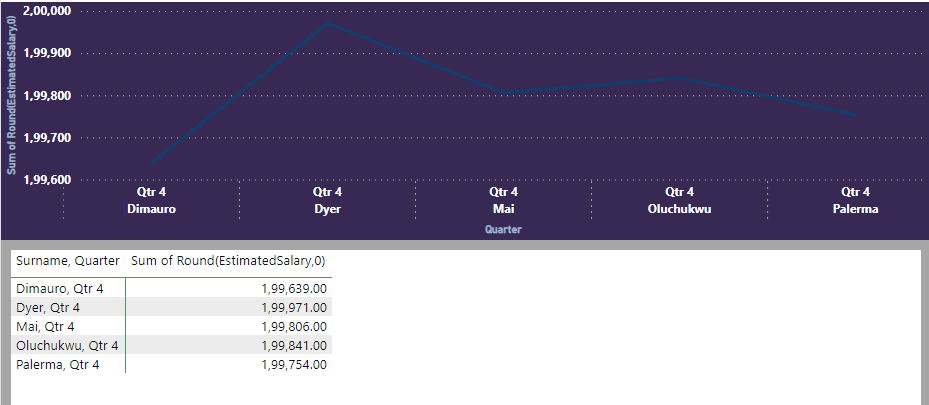 2,00,000
1,99,900
1,99,800
1,99,700
1,99,600
Sum of Round(EstimatedSalary,0)
Qtr 4 Qtr 4 Qtr 4 Qtr 4 Qtr 4
Dimauro Dyer Mai Oluchukwu Palerma
Quarter
Surname, Quarter Sum of Round(EstimatedSalary,0)
Dimauro, Qtr 4 1,99,639.00
Dyer, Qtr 4 1,99,971.00
Mai, Qtr 4 1,99,806.00
Oluchukwu, Qtr 4 1,99,841.00
Palerma, Qtr 4 1,99,754.00